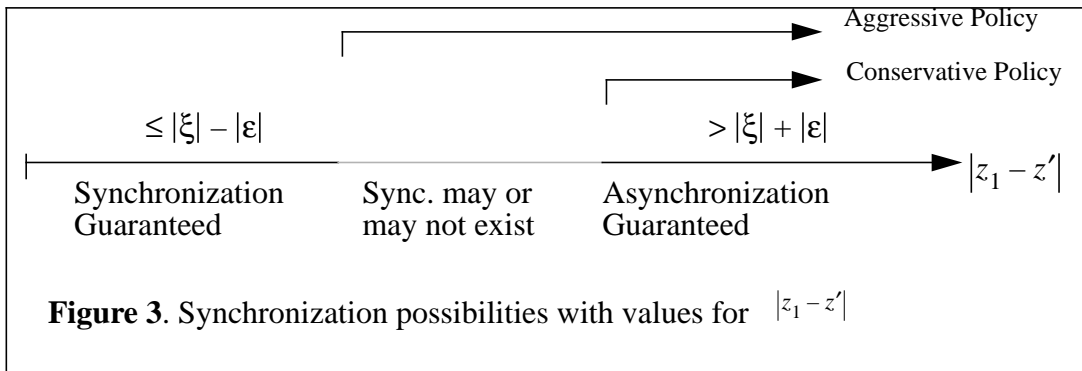 Aggressive Policy
Conservative Policy
≤ |ξ| – |ε|
> |ξ| + |ε|
|z₁ – z′|
Synchronization
Guaranteed
Sync. may or
may not exist
Asynchronization
Guaranteed
Figure 3. Synchronization possibilities with values for |z₁ – z′|